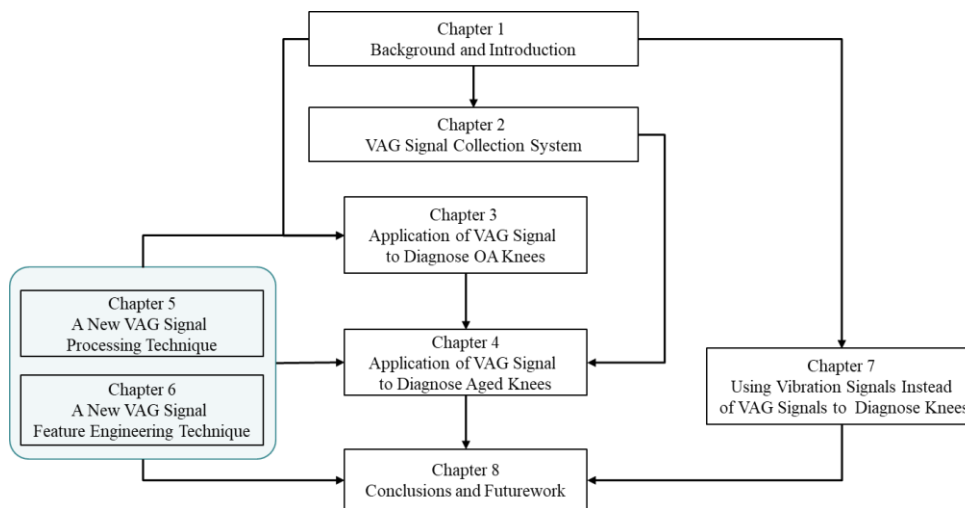 Chapter 1
Background and Introduction
Chapter 2
VAG Signal Collection System
Chapter 3
Application of VAG Signal
to Diagnose OA Knees
Chapter 5
A New VAG Signal
Processing Technique
Chapter 6
A New VAG Signal
Feature Engineering Technique
Chapter 4
Application of VAG Signal
to Diagnose Aged Knees
Chapter 7
Using Vibration Signals Instead
of VAG Signals to Diagnose Knees
Chapter 8
Conclusions and Futurework